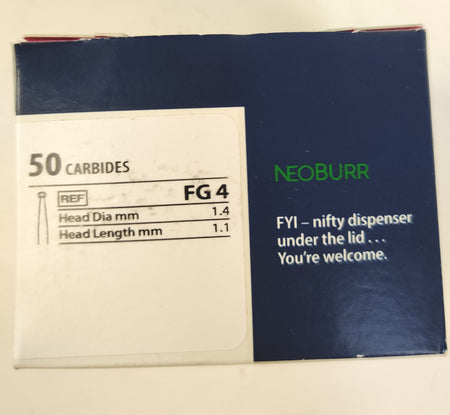 50 CARBIDES
REF FG 4
Head Dia mm 1.4
Head Length mm 1.1
NEOBURR
FYI – nifty dispenser
under the lid . . .
You're welcome.